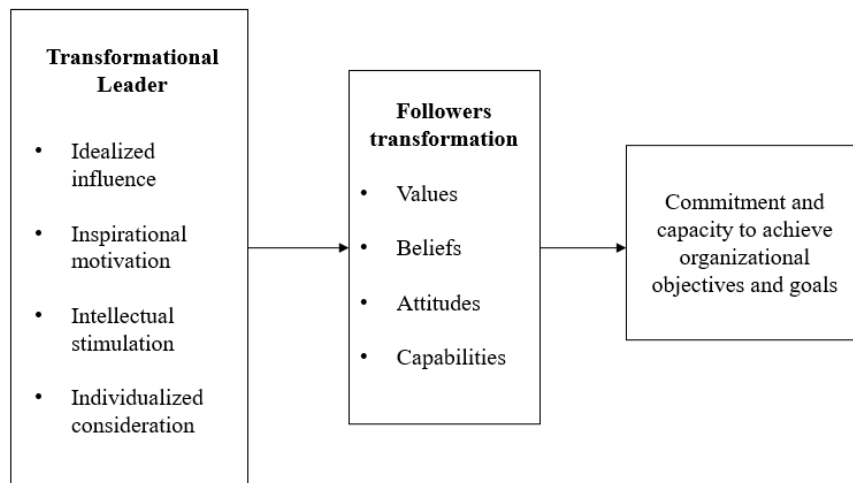 Transformational
Leader
• Idealized
influence
• Inspirational
motivation
• Intellectual
stimulation
• Individualized
consideration
Followers
transformation
• Values
• Beliefs
• Attitudes
• Capabilities
Commitment and
capacity to achieve
organizational
objectives and goals